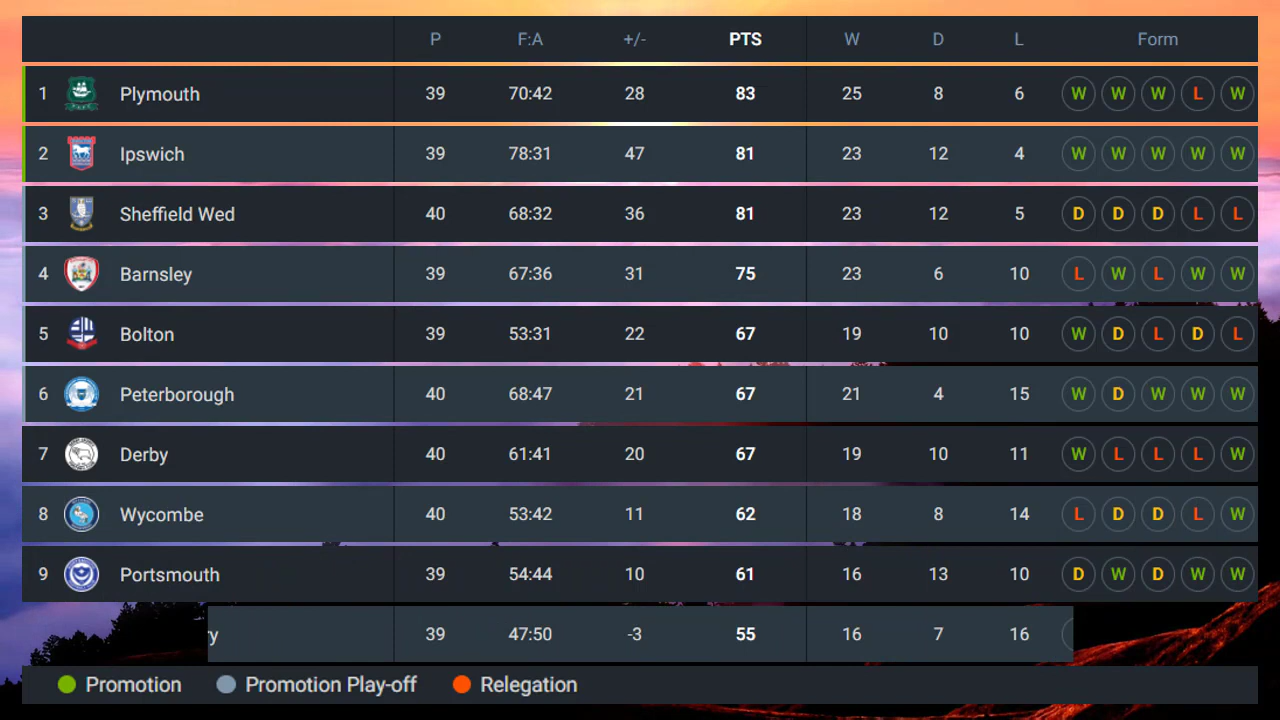 P F:A +/- PTS W D L Form
1 Plymouth 39 70:42 28 83 25 8 6 W W W L W
2 Ipswich 39 78:31 47 81 23 12 4 W W W W W
3 Sheffield Wed 40 68:32 36 81 23 12 5 D D D L L
4 Barnsley 39 67:36 31 75 23 6 10 L W L W W
5 Bolton 39 53:31 22 67 19 10 10 W D L D L
6 Peterborough 40 68:47 21 67 21 4 15 W D W W W
7 Derby 40 61:41 20 67 19 10 11 W L L L W
8 Wycombe 40 53:42 11 62 18 8 14 L D D L W
9 Portsmouth 39 54:44 10 61 16 13 10 D W D W W
39 47:50 -3 55 16 7 16
Promotion Promotion Play-off Relegation